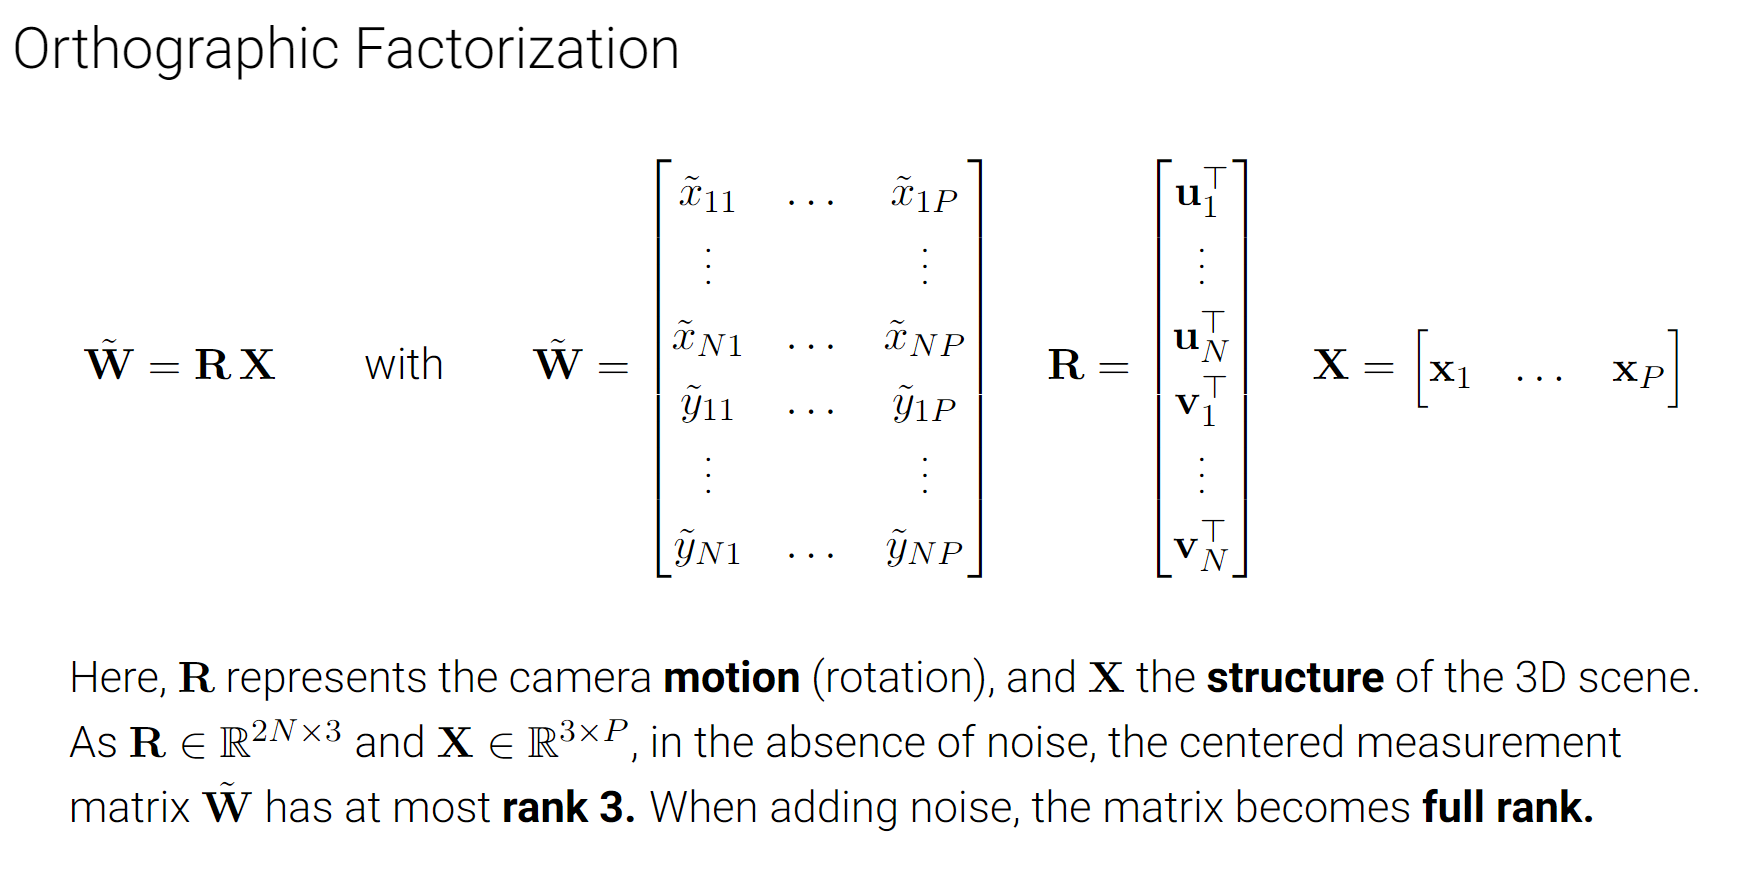 Orthographic Factorization
$\tilde{\mathbf{W}} = \mathbf{R}\,\mathbf{X}$ with $\tilde{\mathbf{W}} = \begin{bmatrix} \tilde{x}_{11} & \dots & \tilde{x}_{1P} \\ \vdots & & \vdots \\ \tilde{x}_{N1} & \dots & \tilde{x}_{NP} \\ \tilde{y}_{11} & \dots & \tilde{y}_{1P} \\ \vdots & & \vdots \\ \tilde{y}_{N1} & \dots & \tilde{y}_{NP} \end{bmatrix}$ $\mathbf{R} = \begin{bmatrix} \mathbf{u}_1^\top \\ \vdots \\ \mathbf{u}_N^\top \\ \mathbf{v}_1^\top \\ \vdots \\ \mathbf{v}_N^\top \end{bmatrix}$ $\mathbf{X} = \begin{bmatrix} \mathbf{x}_1 & \dots & \mathbf{x}_P \end{bmatrix}$
Here, $\mathbf{R}$ represents the camera motion (rotation), and $\mathbf{X}$ the structure of the 3D scene.
As $\mathbf{R} \in \mathbb{R}^{2N \times 3}$ and $\mathbf{X} \in \mathbb{R}^{3 \times P}$, in the absence of noise, the centered measurement
matrix $\tilde{\mathbf{W}}$ has at most rank 3. When adding noise, the matrix becomes full rank.